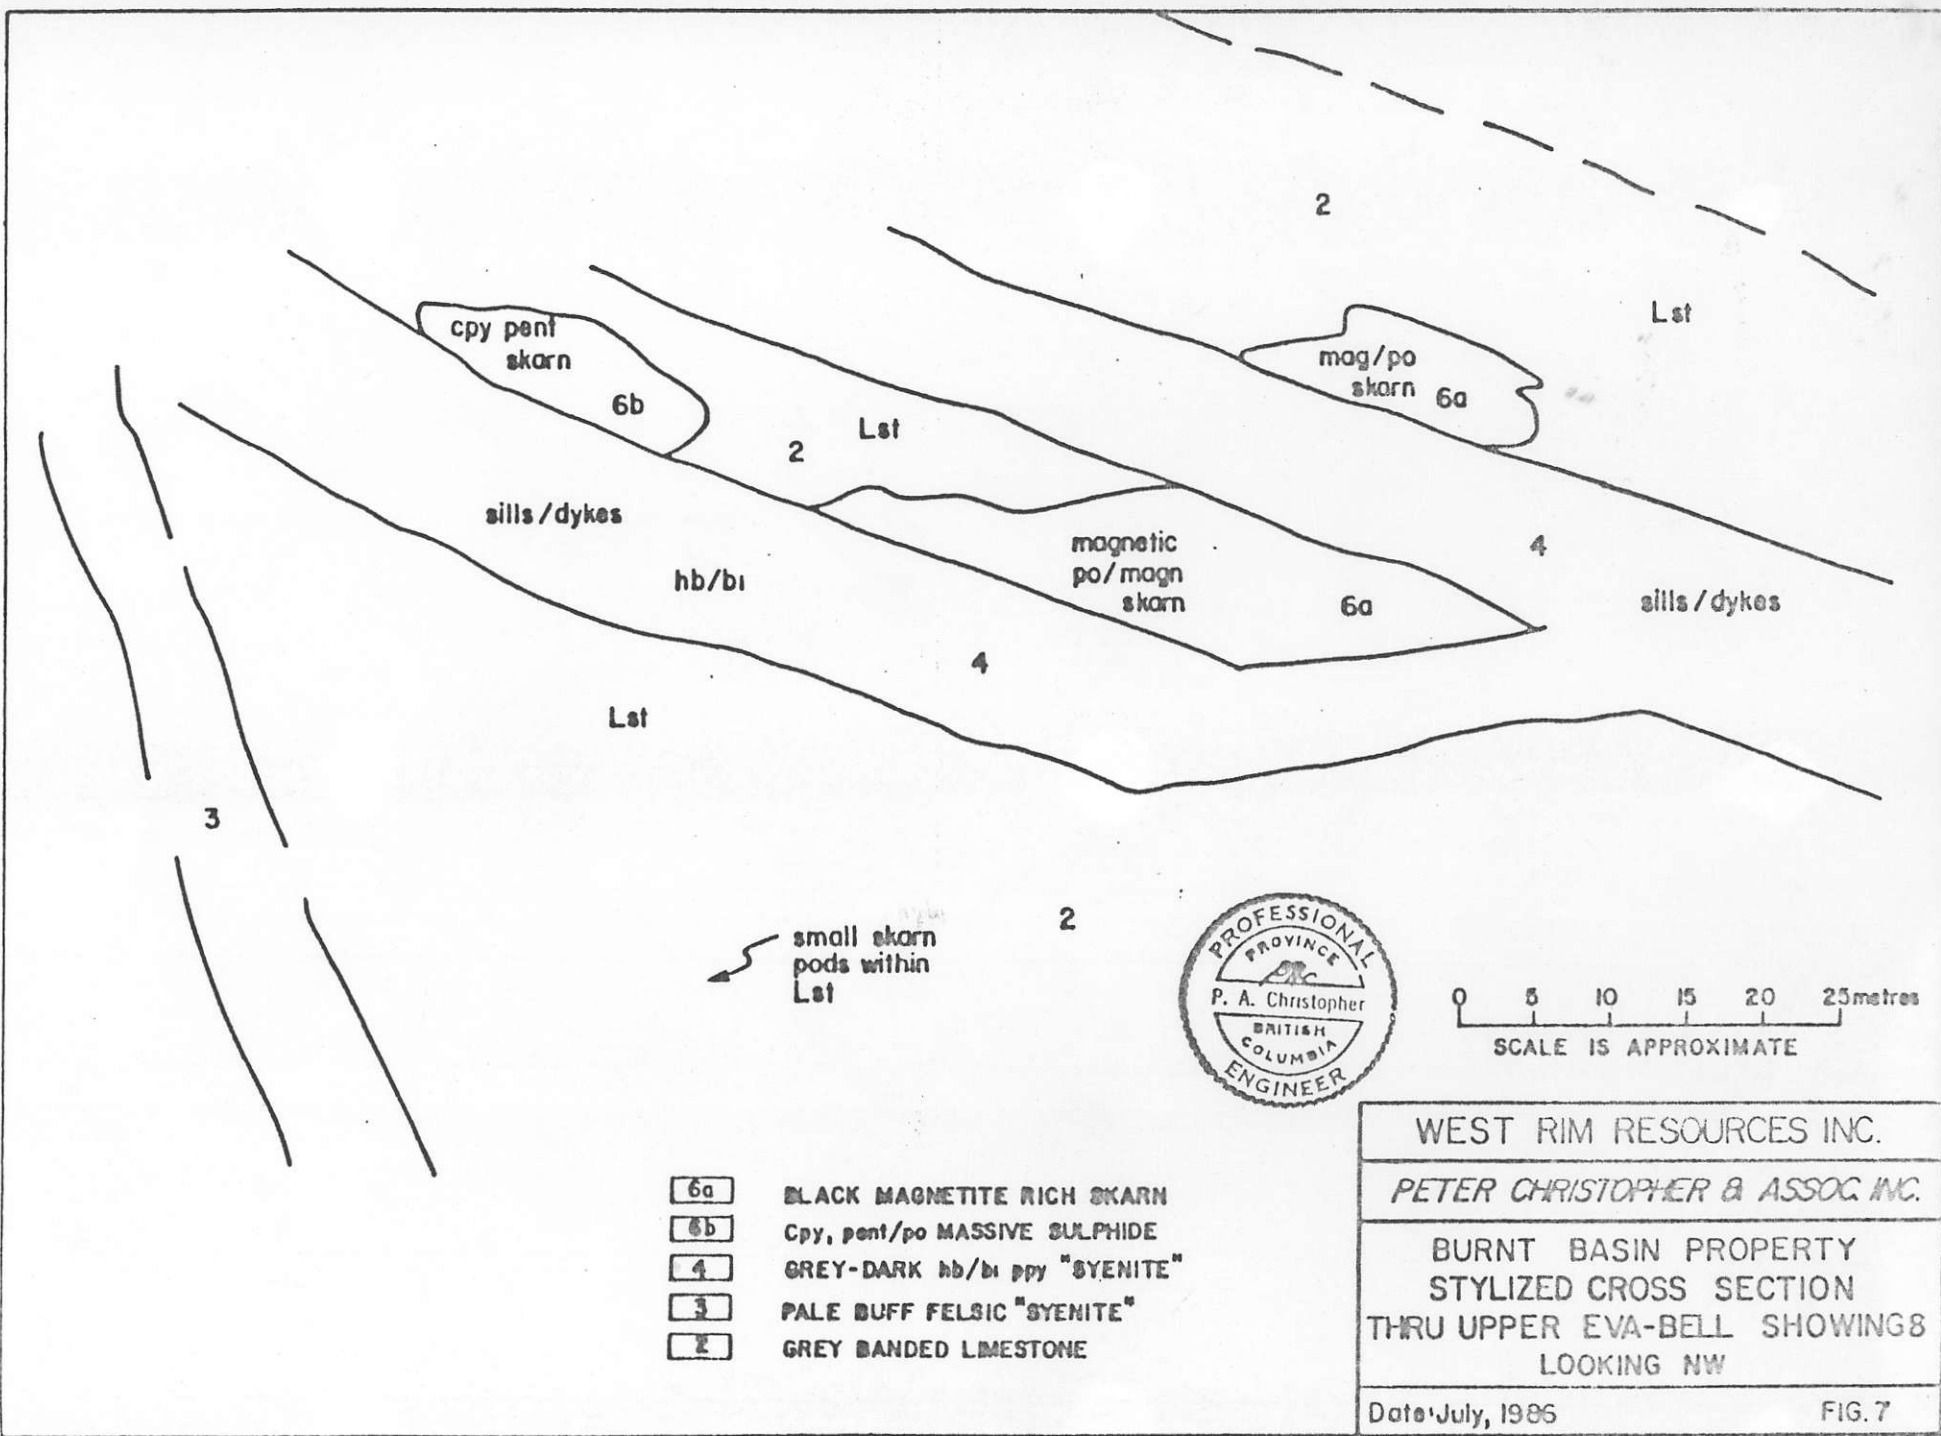 2
Lst
cpy pent
skarn
6b
mag/po
skarn
6a
Lst
2
sills/dykes
hb/bi
magnetic
po/magn
skarn
6a
4
sills/dykes
4
Lst
3
2
small skarn
pods within
Lst
PROFESSIONAL
PROVINCE
P. A. Christopher
BRITISH
COLUMBIA
ENGINEER
0 5 10 15 20 25metres
SCALE IS APPROXIMATE
6a BLACK MAGNETITE RICH SKARN
6b Cpy, pent/po MASSIVE SULPHIDE
4 GREY-DARK hb/bi ppy "SYENITE"
3 PALE BUFF FELSIC "SYENITE"
2 GREY BANDED LIMESTONE
WEST RIM RESOURCES INC.
PETER CHRISTOPHER & ASSOC. INC.
BURNT BASIN PROPERTY
STYLIZED CROSS SECTION
THRU UPPER EVA-BELL SHOWINGS
LOOKING NW
Date: July, 1986 FIG. 7